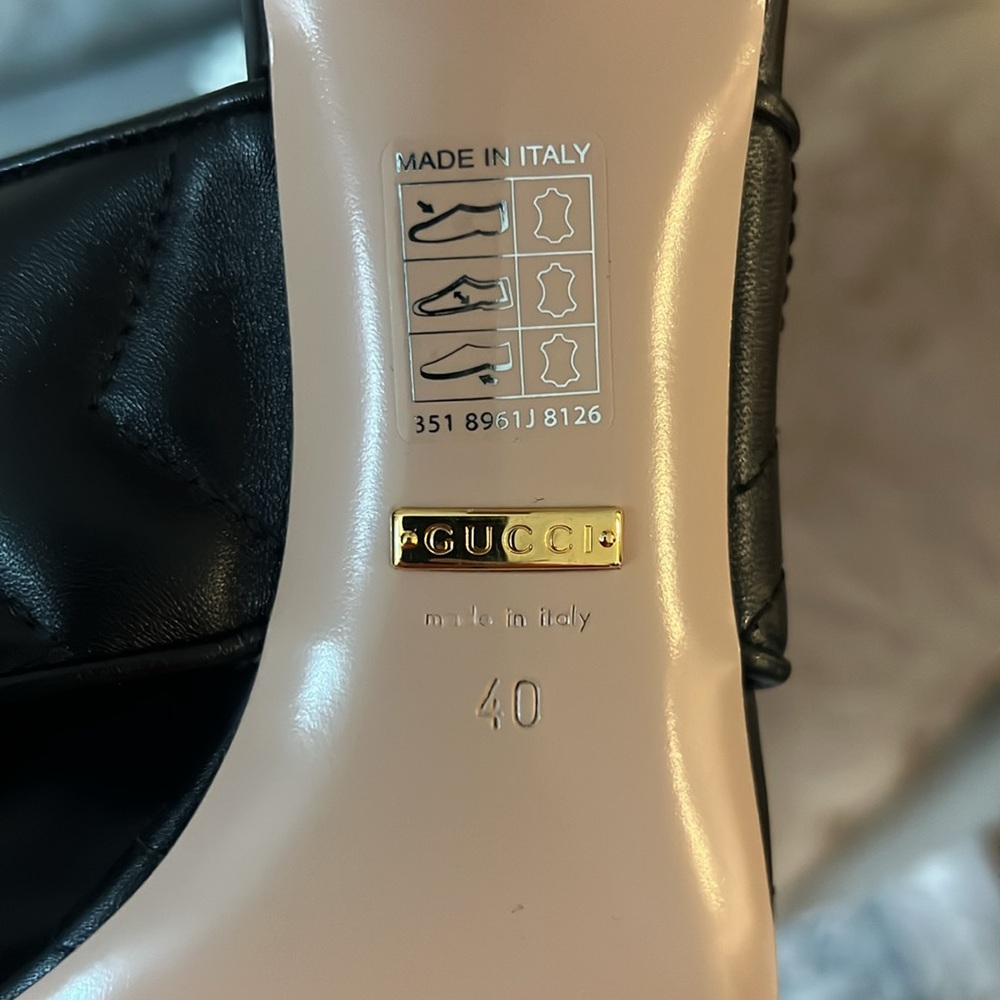 MADE IN ITALY
351 8961J 8126
GUCCI
made in italy
40